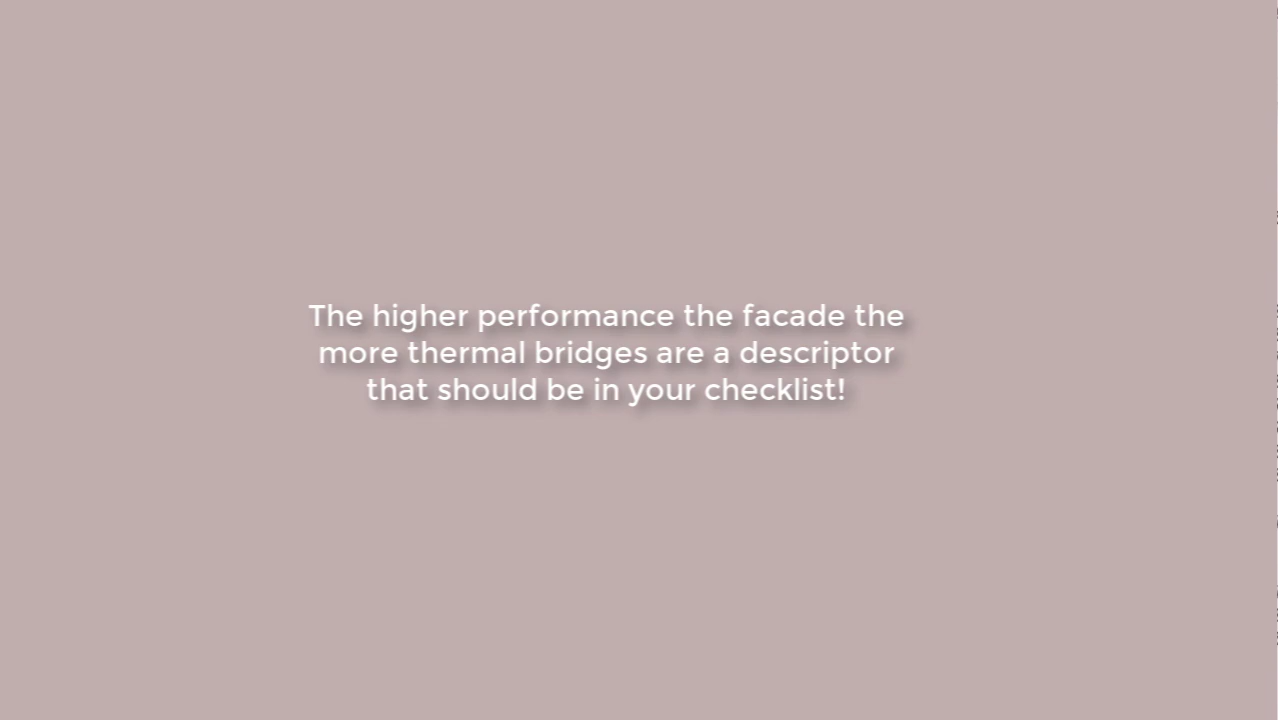 The higher performance the facade the
more thermal bridges are a descriptor
that should be in your checklist!